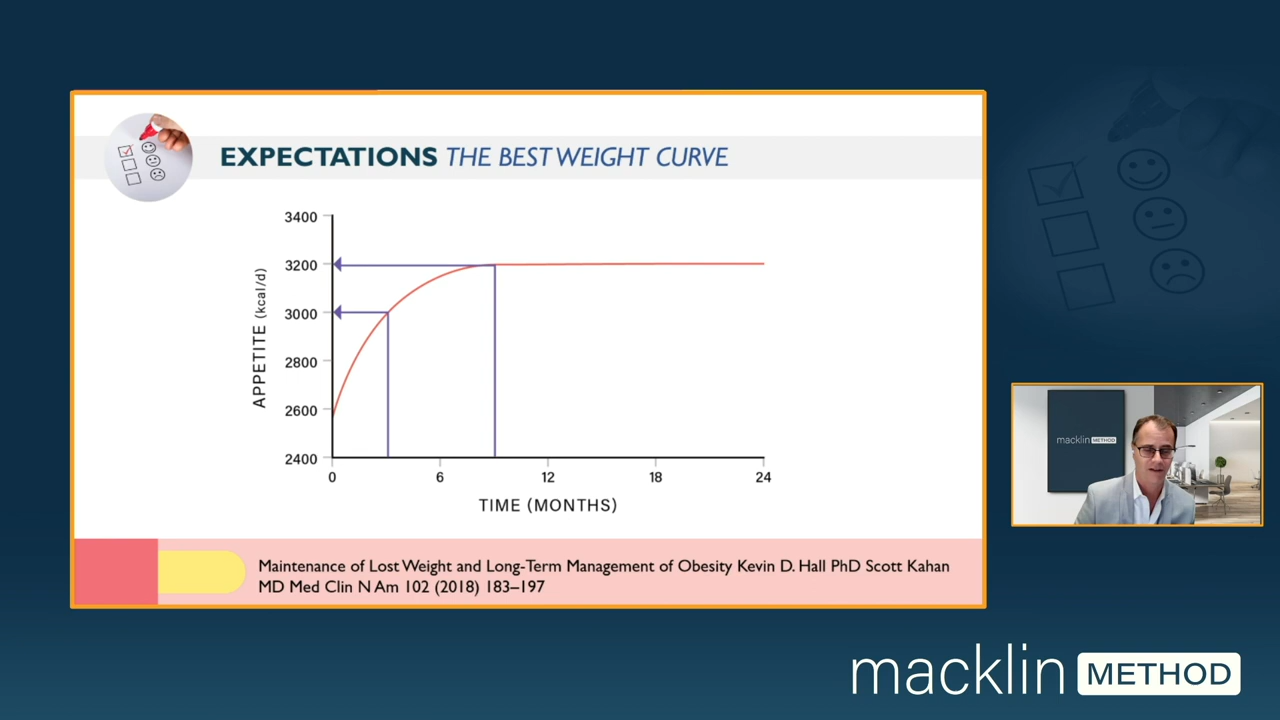 EXPECTATIONS THE BEST WEIGHT CURVE
3400
3200
3000
2800
2600
2400
APPETITE (kcal/d)
0 6 12 18 24
TIME (MONTHS)
Maintenance of Lost Weight and Long-Term Management of Obesity Kevin D. Hall PhD Scott Kahan
MD Med Clin N Am 102 (2018) 183–197
macklin METHOD
macklin METHOD